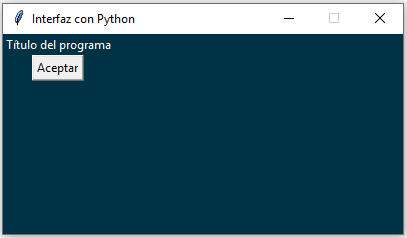 Interfaz con Python
Título del programa
Aceptar